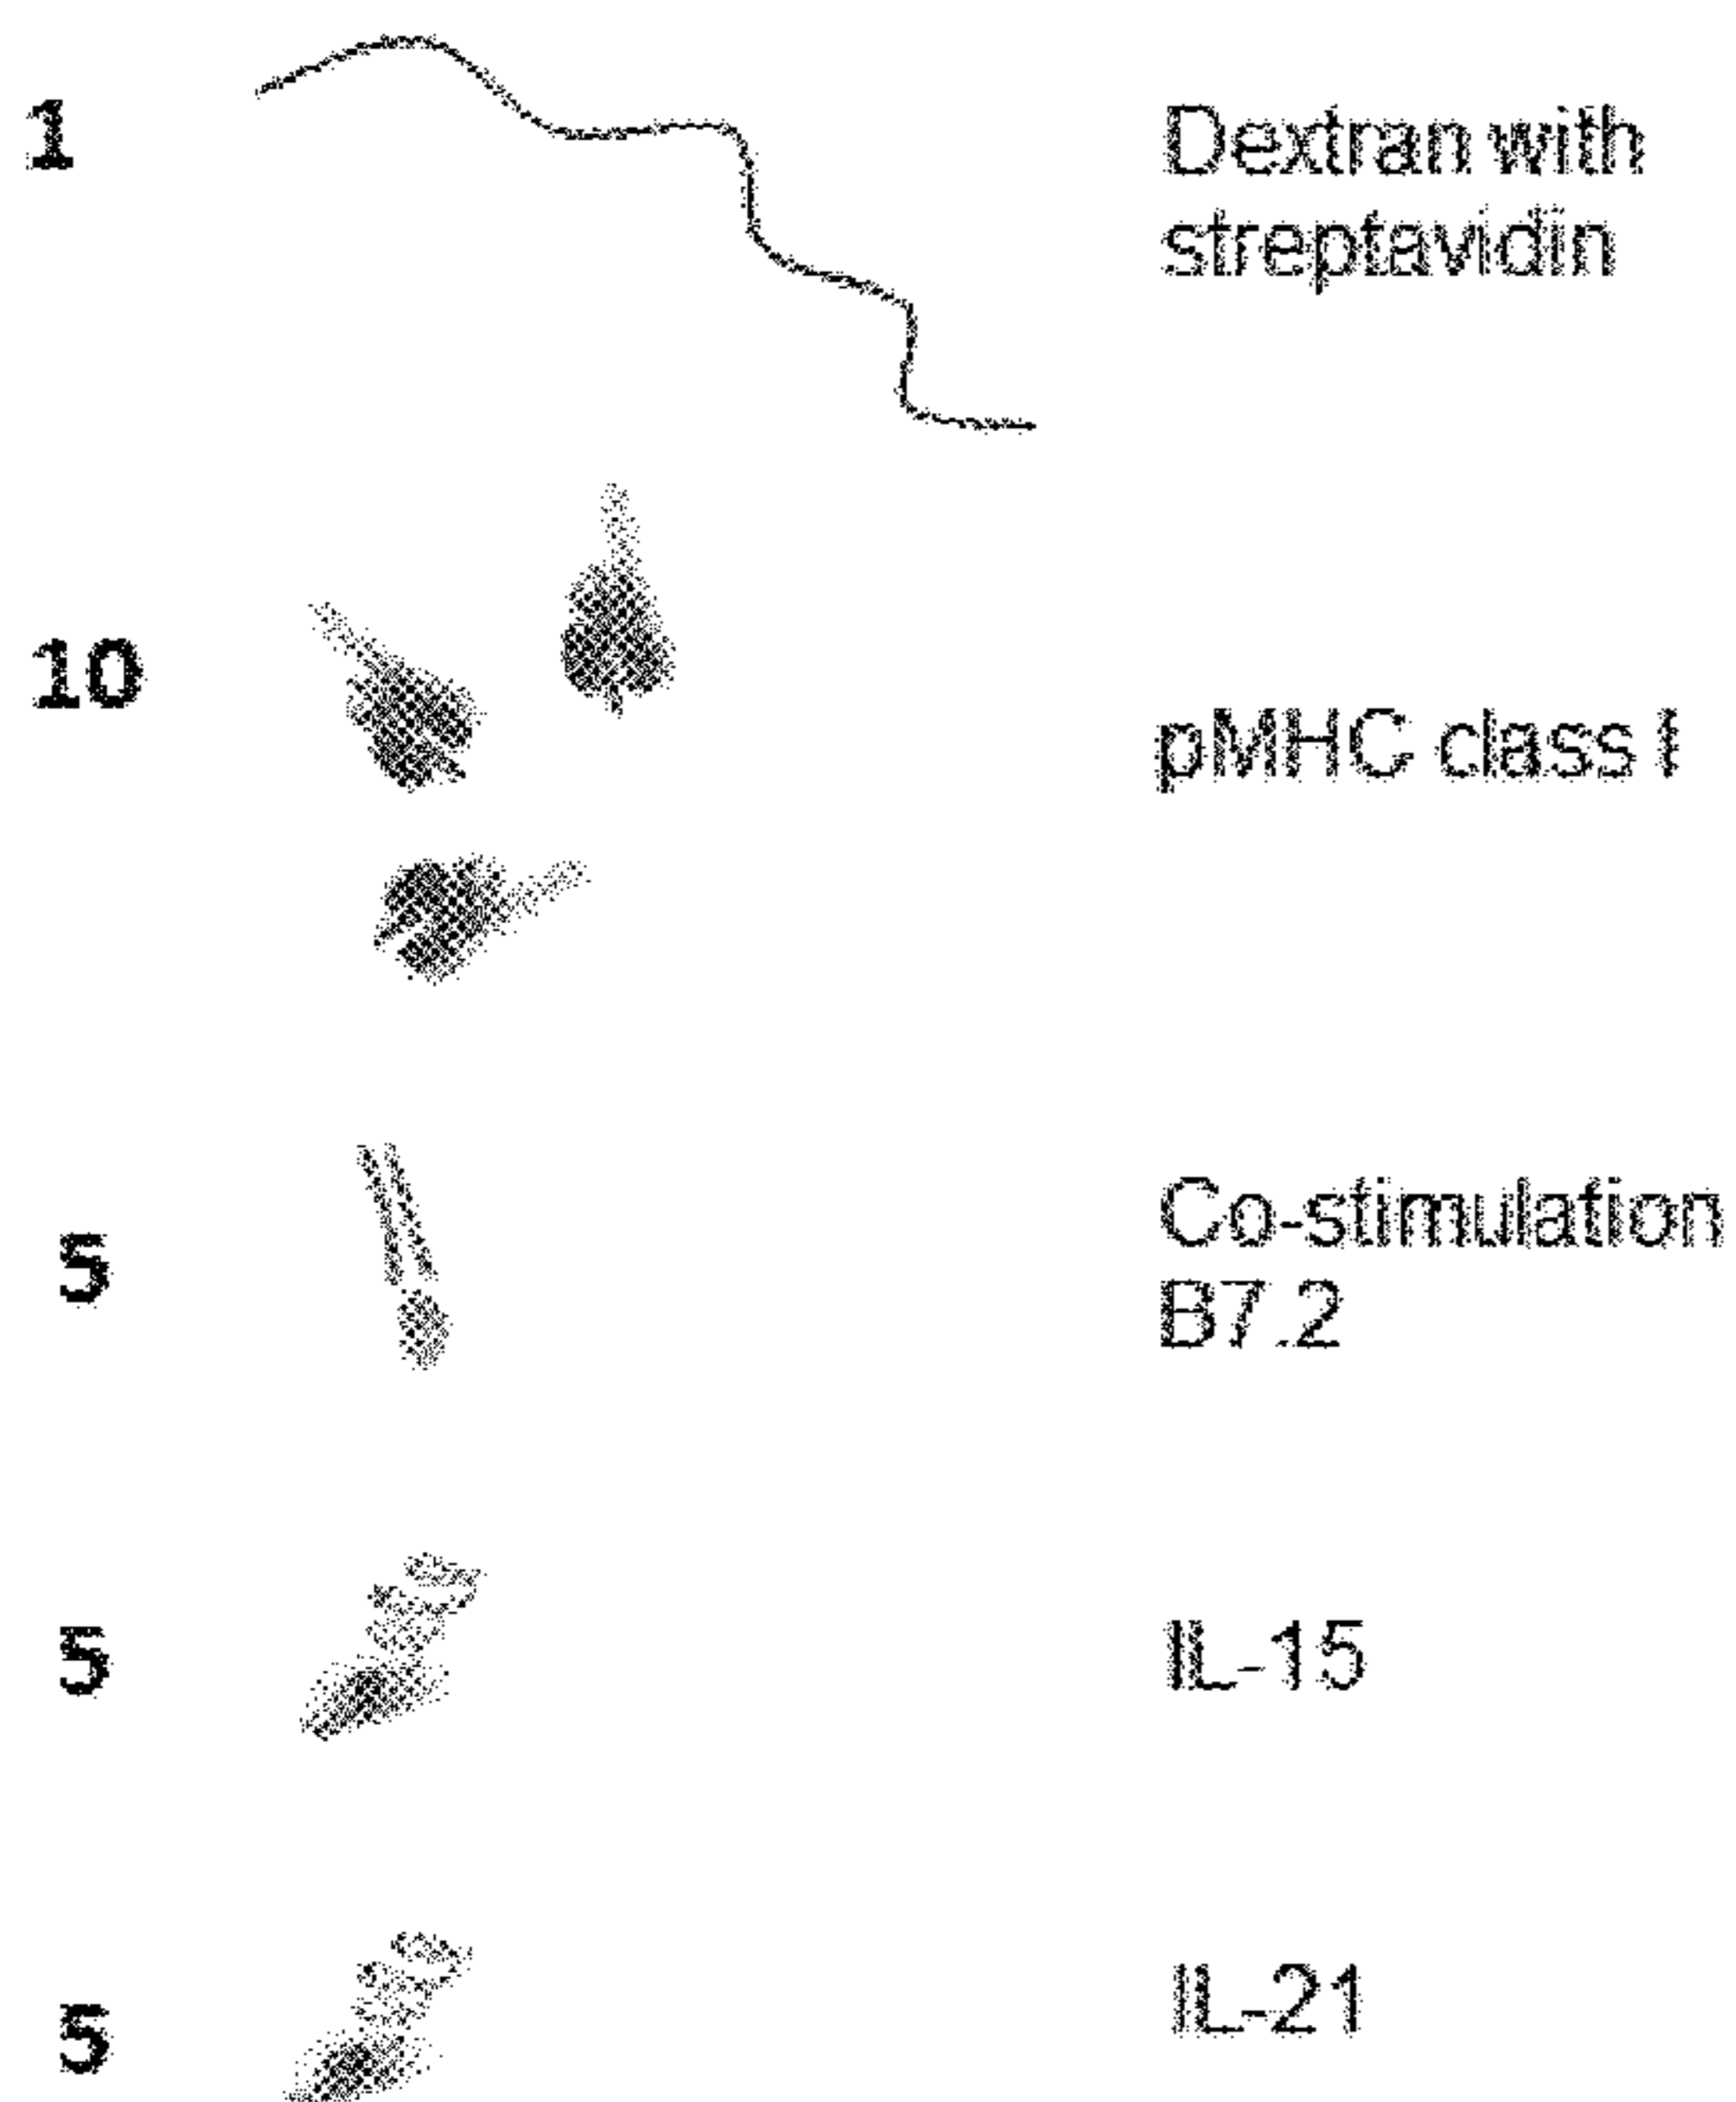 1
Dextran with
streptavidin
10
pMHC class I
5
Co-stimulation
B7.2
5
IL-15
5
IL-21